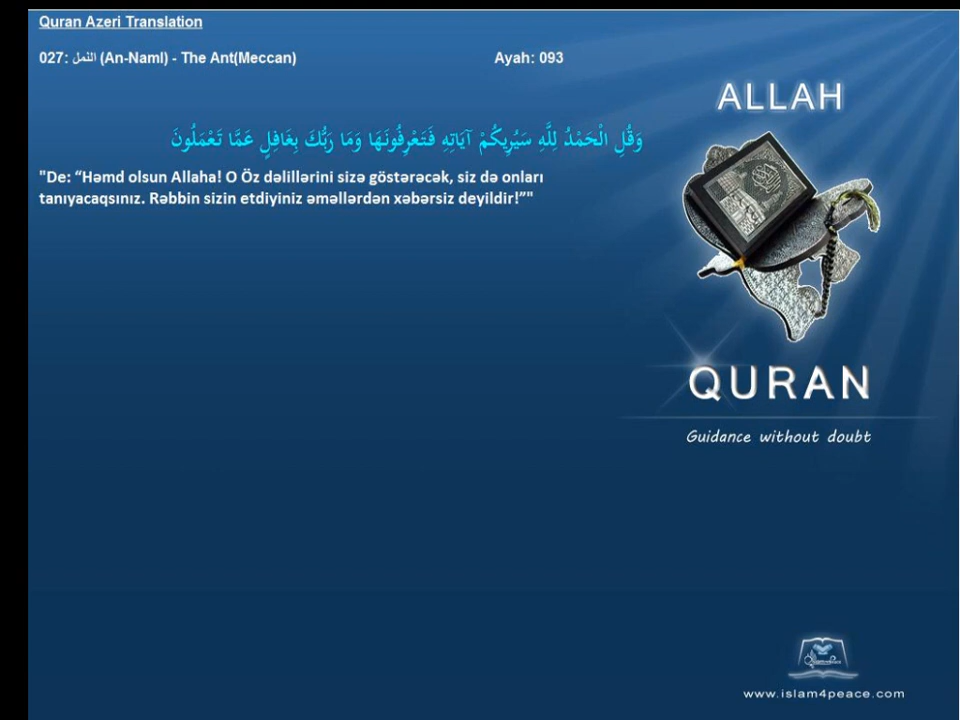 Quran Azeri Translation
027: النمل (An-Naml) - The Ant(Meccan) Ayah: 093
وَقُلِ الْحَمْدُ لِلَّهِ سَيُرِيكُمْ آيَاتِهِ فَتَعْرِفُونَهَا وَمَا رَبُّكَ بِغَافِلٍ عَمَّا تَعْمَلُونَ
"De: “Həmd olsun Allaha! O Öz dəlillərini sizə göstərəcək, siz də onları
tanıyacaqsınız. Rəbbin sizin etdiyiniz əməllərdən xəbərsiz deyildir!”"
ALLAH
QURAN
Guidance without doubt
www.islam4peace.com